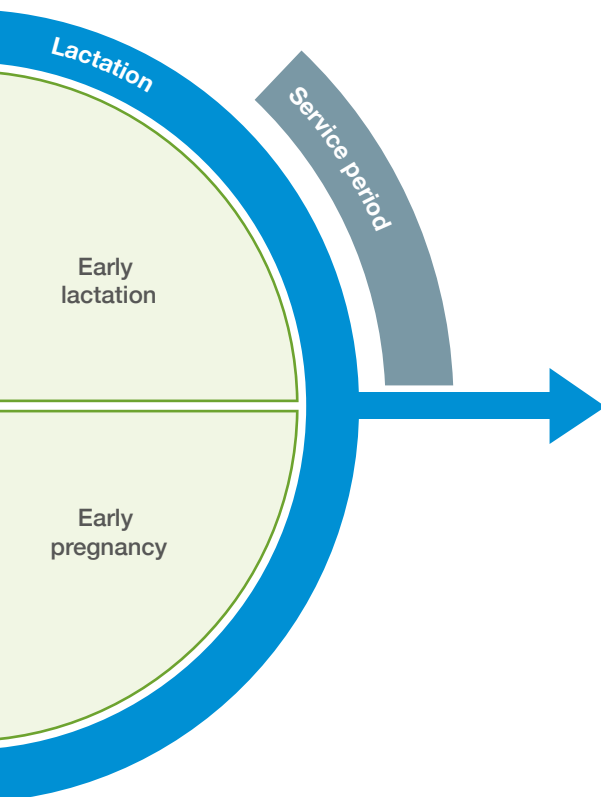 Lactation
Service period
Early
lactation
Early
pregnancy